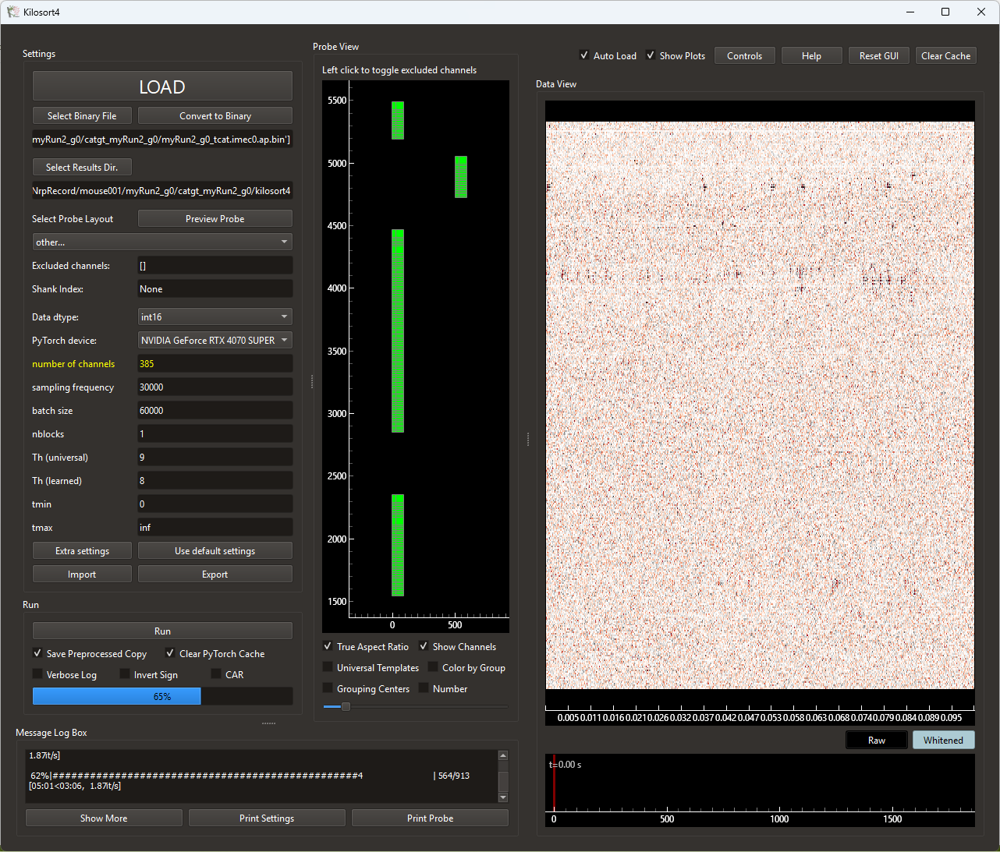 Kilosort4
Settings
LOAD
Select Binary File
Convert to Binary
myRun2_g0/catgt_myRun2_g0/myRun2_g0_tcat.imec0.ap.bin']
Select Results Dir.
NrpRecord/mouse001/myRun2_g0/catgt_myRun2_g0/kilosort4
Select Probe Layout
Preview Probe
other...
Excluded channels:
[]
Shank Index:
None
Data dtype:
int16
PyTorch device:
NVIDIA GeForce RTX 4070 SUPER
number of channels
385
sampling frequency
30000
batch size
60000
nblocks
1
Th (universal)
9
Th (learned)
8
tmin
0
tmax
inf
Extra settings
Use default settings
Import
Export
Run
Run
Save Preprocessed Copy
Clear PyTorch Cache
Verbose Log
Invert Sign
CAR
65%
Probe View
Left click to toggle excluded channels
5500
5000
4500
4000
3500
3000
2500
2000
1500
0
500
True Aspect Ratio
Show Channels
Universal Templates
Color by Group
Grouping Centers
Number
Auto Load
Show Plots
Controls
Help
Reset GUI
Clear Cache
Data View
0.005 0.011 0.016 0.021 0.026 0.032 0.037 0.042 0.047 0.053 0.058 0.063 0.068 0.074 0.079 0.084 0.089 0.095
Raw
Whitened
t=0.00 s
0
500
1000
1500
Message Log Box
1.87it/s]
62%|#################################################4 | 564/913
[05:01<03:06, 1.87it/s]
Show More
Print Settings
Print Probe